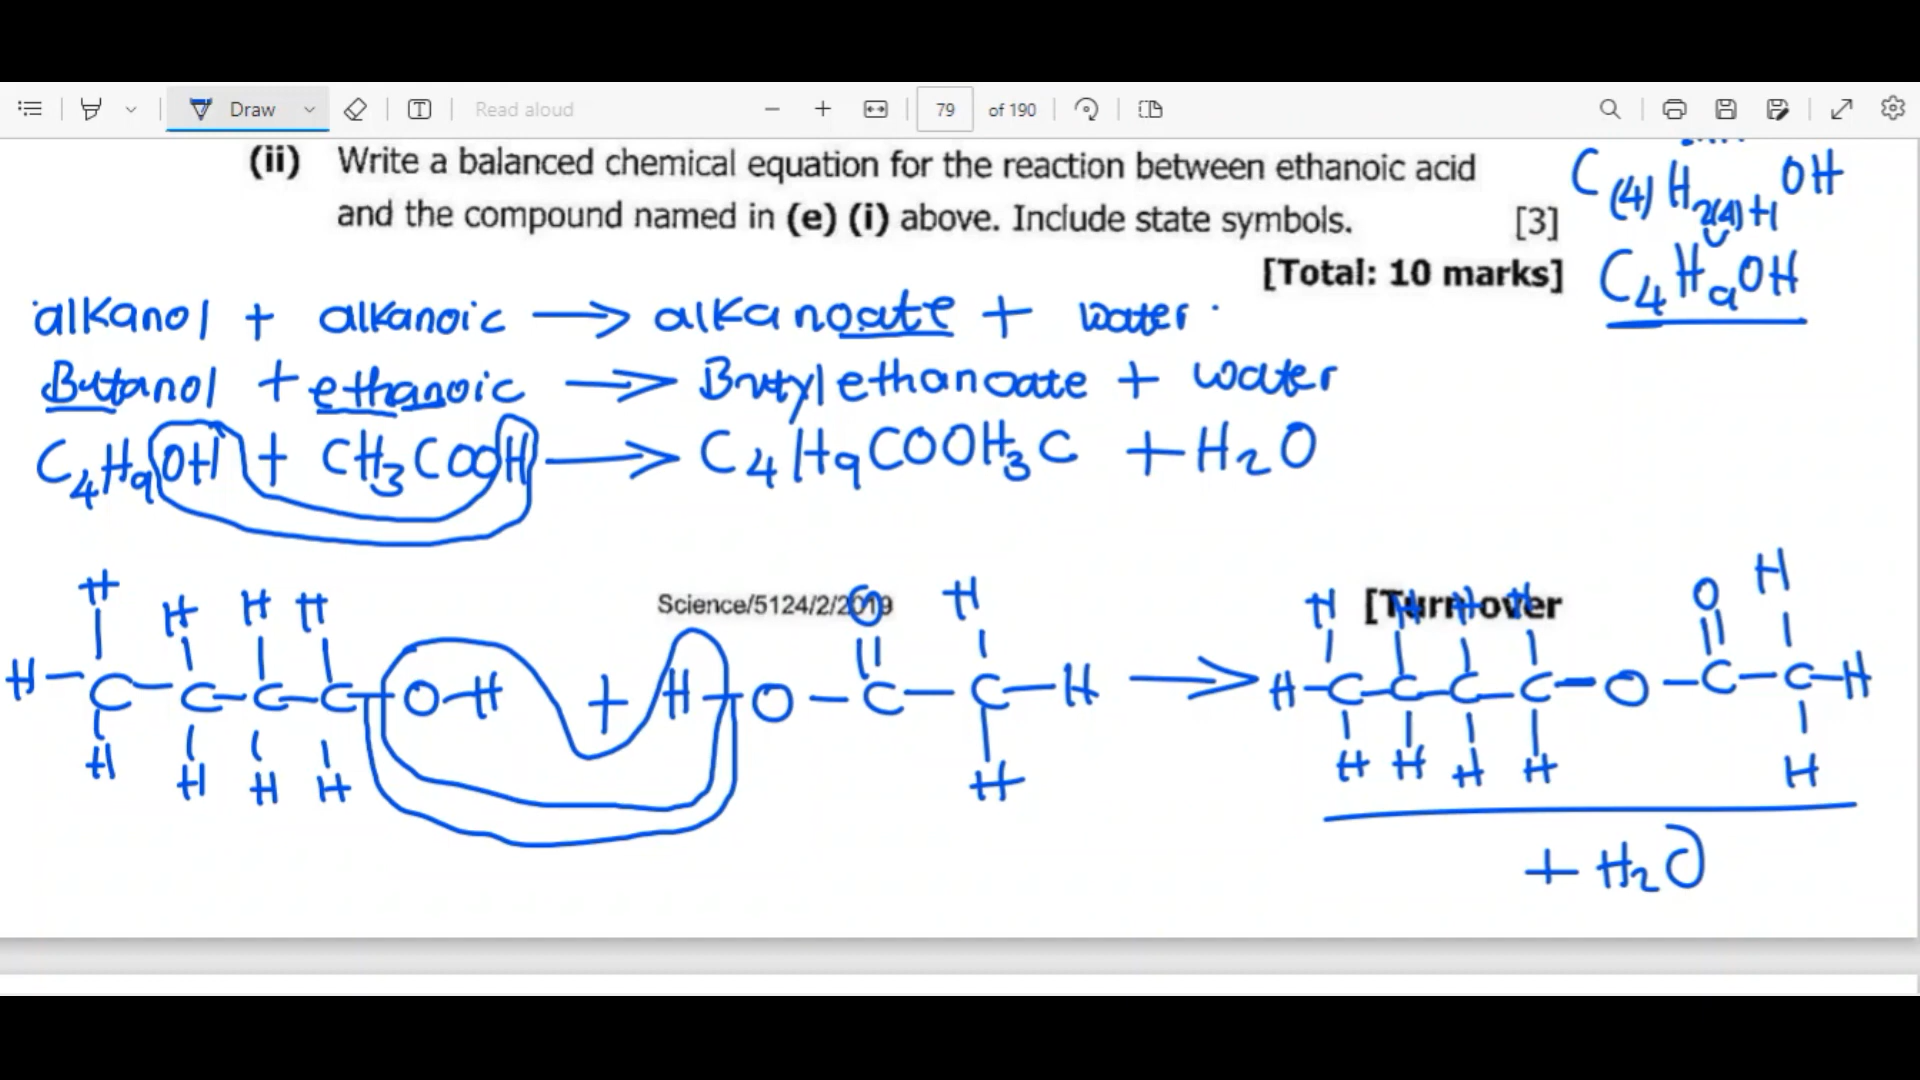 Draw
Read aloud
79 of 190
(ii) Write a balanced chemical equation for the reaction between ethanoic acid
and the compound named in (e) (i) above. Include state symbols. [3]
[Total: 10 marks]
C(4)H2(4)+1OH
C4H9OH
alkanol + alkanoic → alkanoate + water.
Butanol + ethanoic → Butylethanoate + water
C4H9OH + CH3COOH → C4H9COOH3C + H2O
Science/5124/2/2019
[Turn over
H H H H O H H H H H O H
H-C-C-C-C-O-H + H-O-C-C-H → H-C-C-C-C-O-C-C-H
H H H H H H H H H H
+ H2O